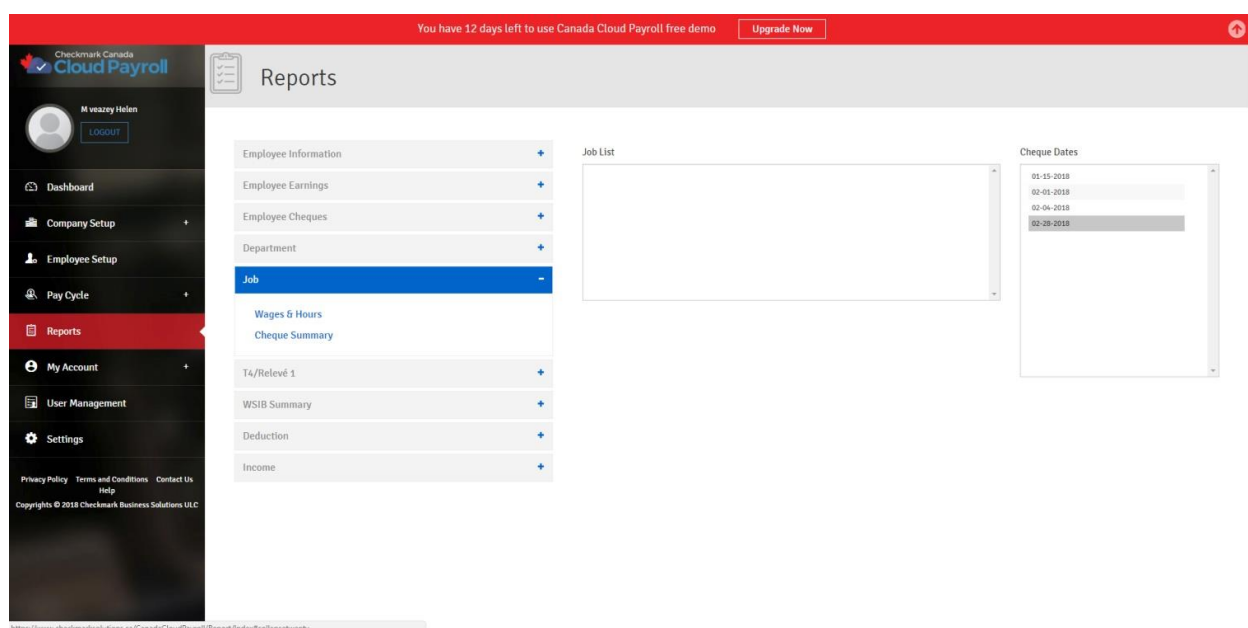 You have 12 days left to use Canada Cloud Payroll free demo
Upgrade Now
Checkmark Canada
Cloud Payroll
M veazey Helen
LOGOUT
Dashboard
Company Setup +
Employee Setup
Pay Cycle +
Reports
My Account +
User Management
Settings
Privacy Policy Terms and Conditions Contact Us
Help
Copyrights © 2018 Checkmark Business Solutions ULC
Reports
Employee Information +
Employee Earnings +
Employee Cheques +
Department +
Job -
Wages & Hours
Cheque Summary
T4/Relevé 1 +
WSIB Summary +
Deduction +
Income +
Job List
Cheque Dates
01-15-2018
02-01-2018
02-04-2018
02-28-2018